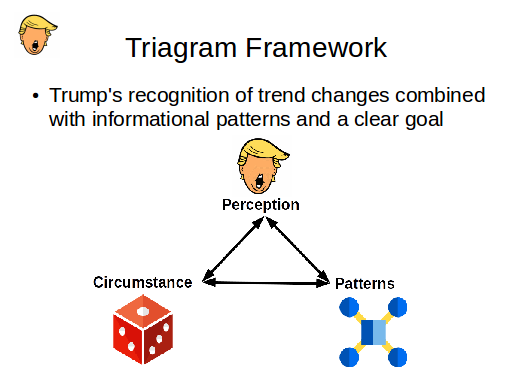 Triagram Framework
• Trump's recognition of trend changes combined
with informational patterns and a clear goal
Perception
Circumstance
Patterns